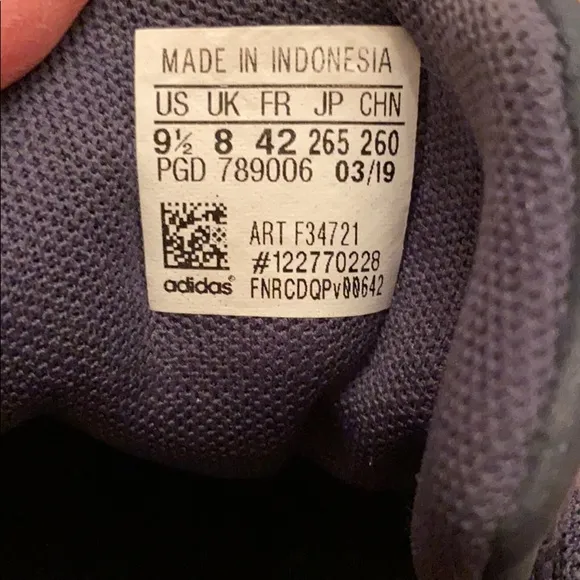 MADE IN INDONESIA
US UK FR JP CHN
9½ 8 42 265 260
PGD 789006 03/19
ART F34721
#122770228
adidas® FNRCDQPv00642